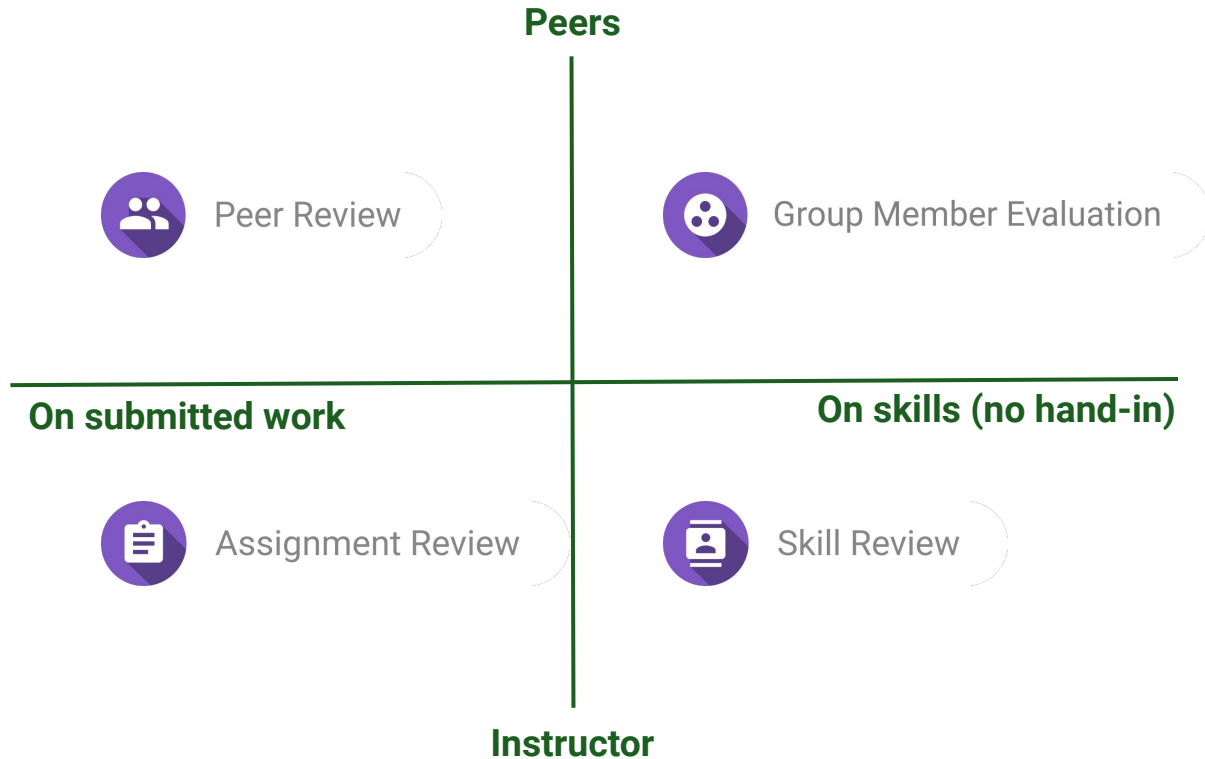 Peers
Peer Review
Group Member Evaluation
On submitted work
On skills (no hand-in)
Assignment Review
Skill Review
Instructor